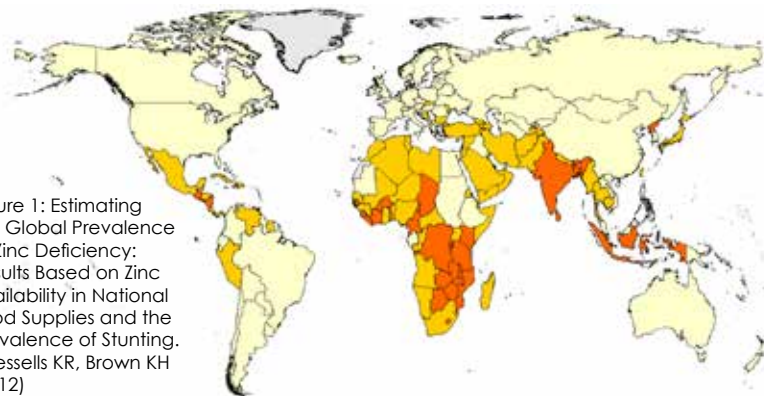 ure 1: Estimating
Global Prevalence
Zinc Deficiency:
ults Based on Zinc
ailability in National
od Supplies and the
valence of Stunting.
essells KR, Brown KH
12)